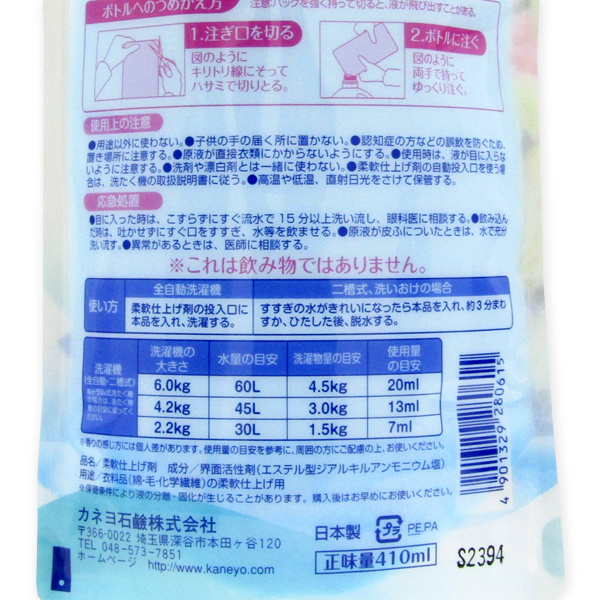 ボトルへのつめかえ方
注意:パックを強く持って切ると、液が飛び出すことがある。
1.注ぎ口を切る
図のように
キリトリ線にそって
ハサミで切りとる。
2.ボトルに注ぐ
図のように
両手で持って
ゆっくり注ぐ。
使用上の注意
●用途以外に使わない。●子供の手の届く所に置かない。●認知症の方などの誤飲を防ぐため、
置き場所に注意する。●原液が直接衣類にかからないようにする。●使用時は、液が目に入らな
いように注意する。●洗剤や漂白剤とは一緒に使わない。●柔軟仕上げ剤の自動投入口を使う場
合は、洗たく機の取扱説明書に従う。●高温や低温、直射日光をさけて保管する。
応急処置
●目に入った時は、こすらずにすぐ流水で15分以上洗い流し、眼科医に相談する。●飲み込ん
だ時は、吐かせずにすぐ口をすすぎ、水等を飲ませる。●原液が皮ふについたときは、水で充分
洗い流す。●異常があるときは、医師に相談する。
※これは飲み物ではありません。
使い方
全自動洗濯機
柔軟仕上げ剤の投入口に
本品を入れ、洗濯する。
二槽式、洗いおけの場合
すすぎの水がきれいになったら本品を入れ、約3分まわ
すか、ひたした後、脱水する。
洗濯機
(全自動・二槽式)
洗濯機の
大きさ
水量の目安
洗濯物量の目安
使用量
の目安
6.0kg 60L 4.5kg 20ml
4.2kg 45L 3.0kg 13ml
2.2kg 30L 1.5kg 7ml
※香りの感じ方には個人差があります。使用量の目安を参考に、周囲の方にもご配慮の上、お使いください。
品名/柔軟仕上げ剤 成分/界面活性剤(エステル型ジアルキルアンモニウム塩)
用途/衣料品(綿・毛・化学繊維)の柔軟仕上げ用
※保管条件により液の分離・固化が生じることがあります。購入後はお早めにお使いください。
カネヨ石鹸株式会社
〒366-0022 埼玉県深谷市本田ヶ谷120
TEL 048-573-7851
ホームページ http://www.kaneyo.com
日本製
プラ
PE,PA
正味量410ml
4 901329 280615
S2394